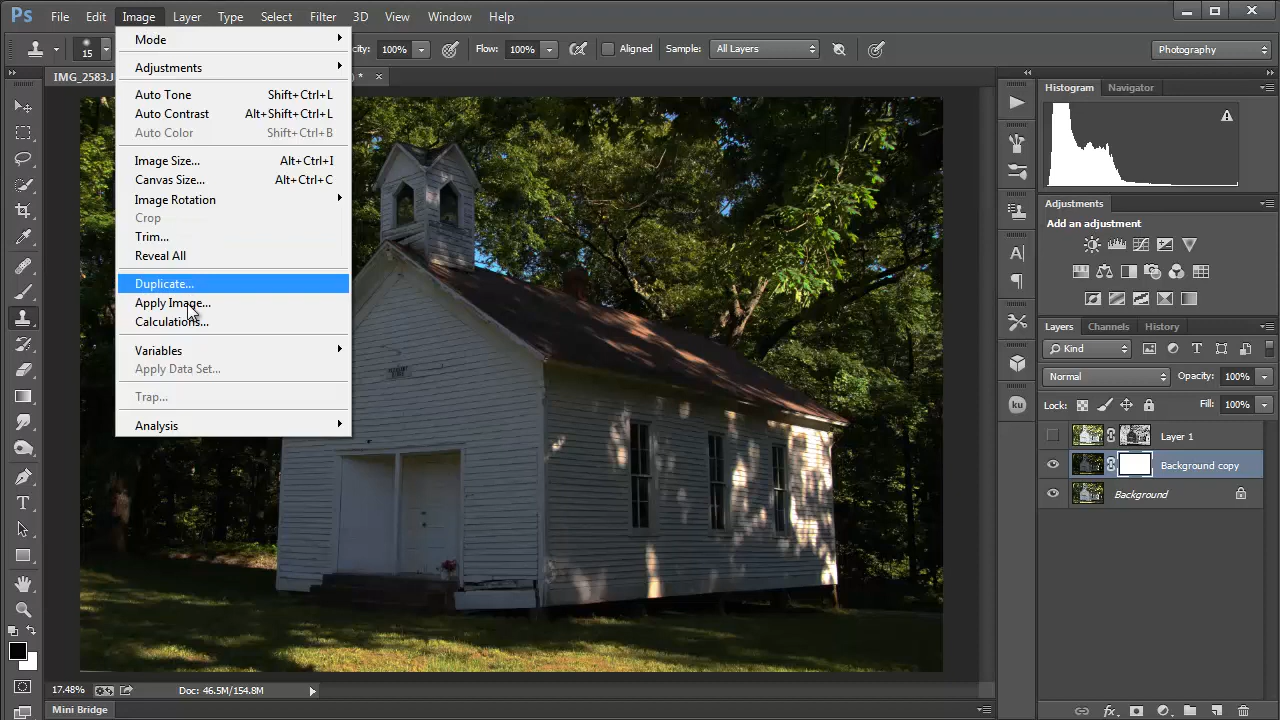 Ps File Edit Image Layer Type Select Filter 3D View Window Help
15 100% Flow: 100% Aligned Sample: All Layers Photography
IMG_2583.J
Mode
Adjustments
Auto Tone Shift+Ctrl+L
Auto Contrast Alt+Shift+Ctrl+L
Auto Color Shift+Ctrl+B
Image Size... Alt+Ctrl+I
Canvas Size... Alt+Ctrl+C
Image Rotation
Crop
Trim...
Reveal All
Duplicate...
Apply Image...
Calculations...
Variables
Apply Data Set...
Trap...
Analysis
Histogram Navigator
Adjustments
Add an adjustment
Layers Channels History
Kind
Normal Opacity: 100%
Lock: Fill: 100%
Layer 1
Background copy
Background
ku
17.48% Doc: 46.5M/154.8M
Mini Bridge